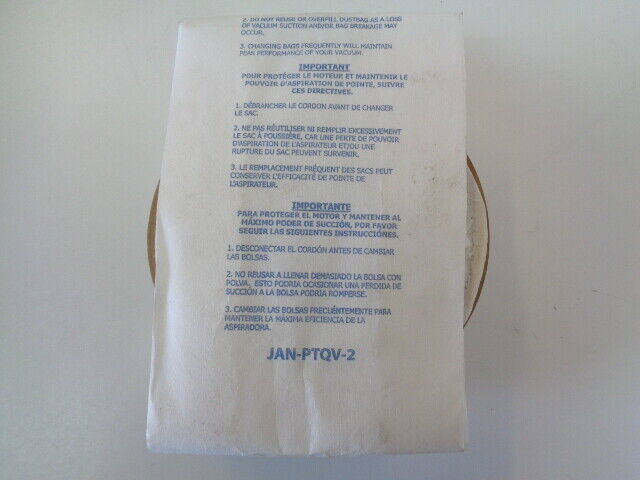 2. DO NOT REUSE OR OVERFILL DUSTBAG AS A LOSS
OF VACUUM SUCTION AND/OR BAG BREAKAGE MAY
OCCUR.
3. CHANGING BAGS FREQUENTLY WILL MAINTAIN
PEAK PERFORMANCE OF YOUR VACUUM.
IMPORTANT
POUR PROTÉGER LE MOTEUR ET MAINTENIR LE
POUVOIR D'ASPIRATION DE POINTE, SUIVRE
CES DIRECTIVES.
1. DÉBRANCHER LE CORDON AVANT DE CHANGER
LE SAC.
2. NE PAS RÉUTILISER NI REMPLIR EXCESSIVEMENT
LE SAC À POUSSIÈRE, CAR UNE PERTE DE POUVOIR
D'ASPIRATION DE L'ASPIRATEUR ET/OU UNE
RUPTURE DU SAC PEUVENT SURVENIR.
3. LE REMPLACEMENT FRÉQUENT DES SACS PEUT
CONSERVER L'EFFICACITÉ DE POINTE DE
L'ASPIRATEUR.
IMPORTANTE
PARA PROTEGER EL MOTOR Y MANTENER AL
MÁXIMO PODER DE SUCCIÓN, POR FAVOR
SEGUIR LAS SIGUIENTES INSTRUCCIÓNES.
1. DESCONECTAR EL CORDÓN ANTES DE CAMBIAR
LAS BOLSAS.
2. NO REUSAR A LLENAR DEMASIADO LA BOLSA CON
POLVA. ESTO PODRIA OCASIONAR UNA PÉRDIDA DE
SUCCIÓN A LA BOLSA PODRIA ROMPERSE.
3. CAMBIAR LAS BOLSAS FRECUÉNTEMENTE PARA
MANTENER LA MÁXIMA EFICIENCIA DE LA
ASPIRADORA.
JAN-PTQV-2